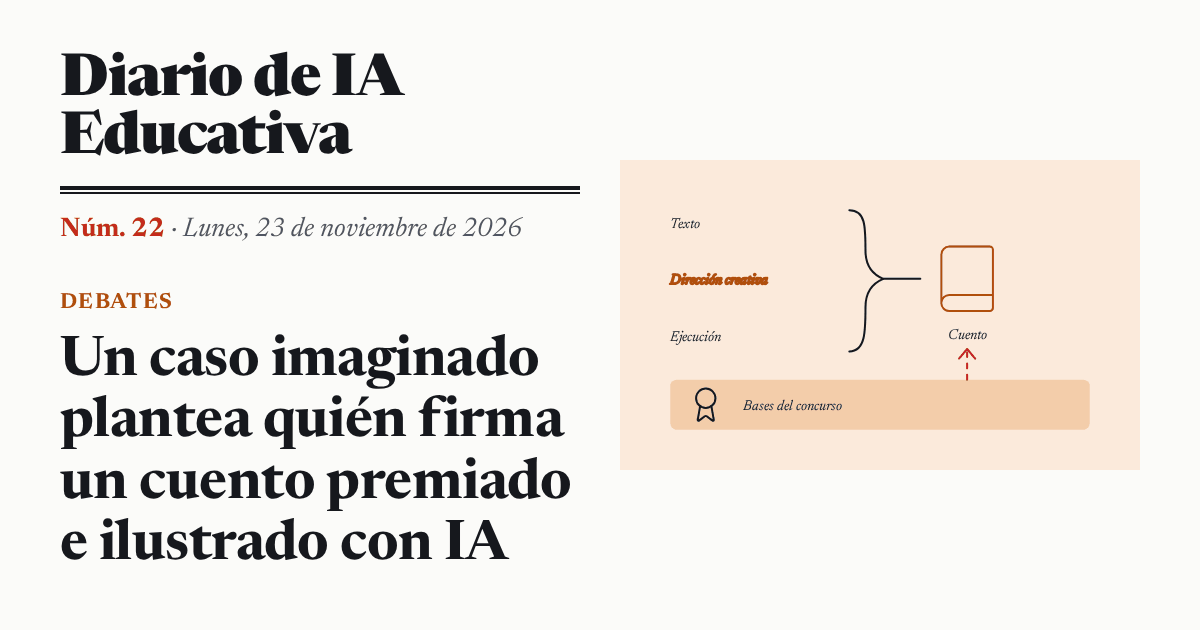 Diario de IA
Educativa
Núm. 22 · Lunes, 23 de noviembre de 2026
DEBATES
Un caso imaginado
plantea quién firma
un cuento premiado
e ilustrado con IA
Texto
Dirección creativa
Ejecución
Cuento
Bases del concurso